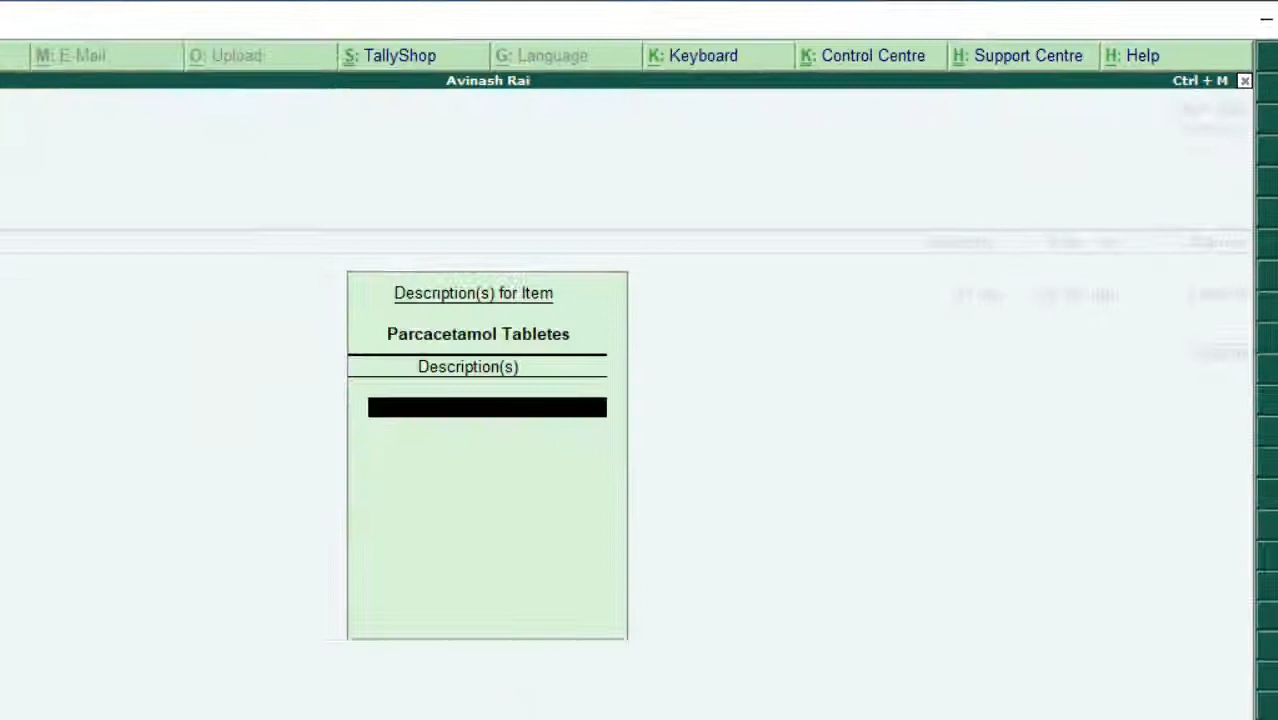 M: E-Mail O: Upload S: TallyShop G: Language K: Keyboard K: Control Centre H: Support Centre H: Help
Avinash Rai Ctrl + M
Description(s) for Item
Parcacetamol Tabletes
Description(s)